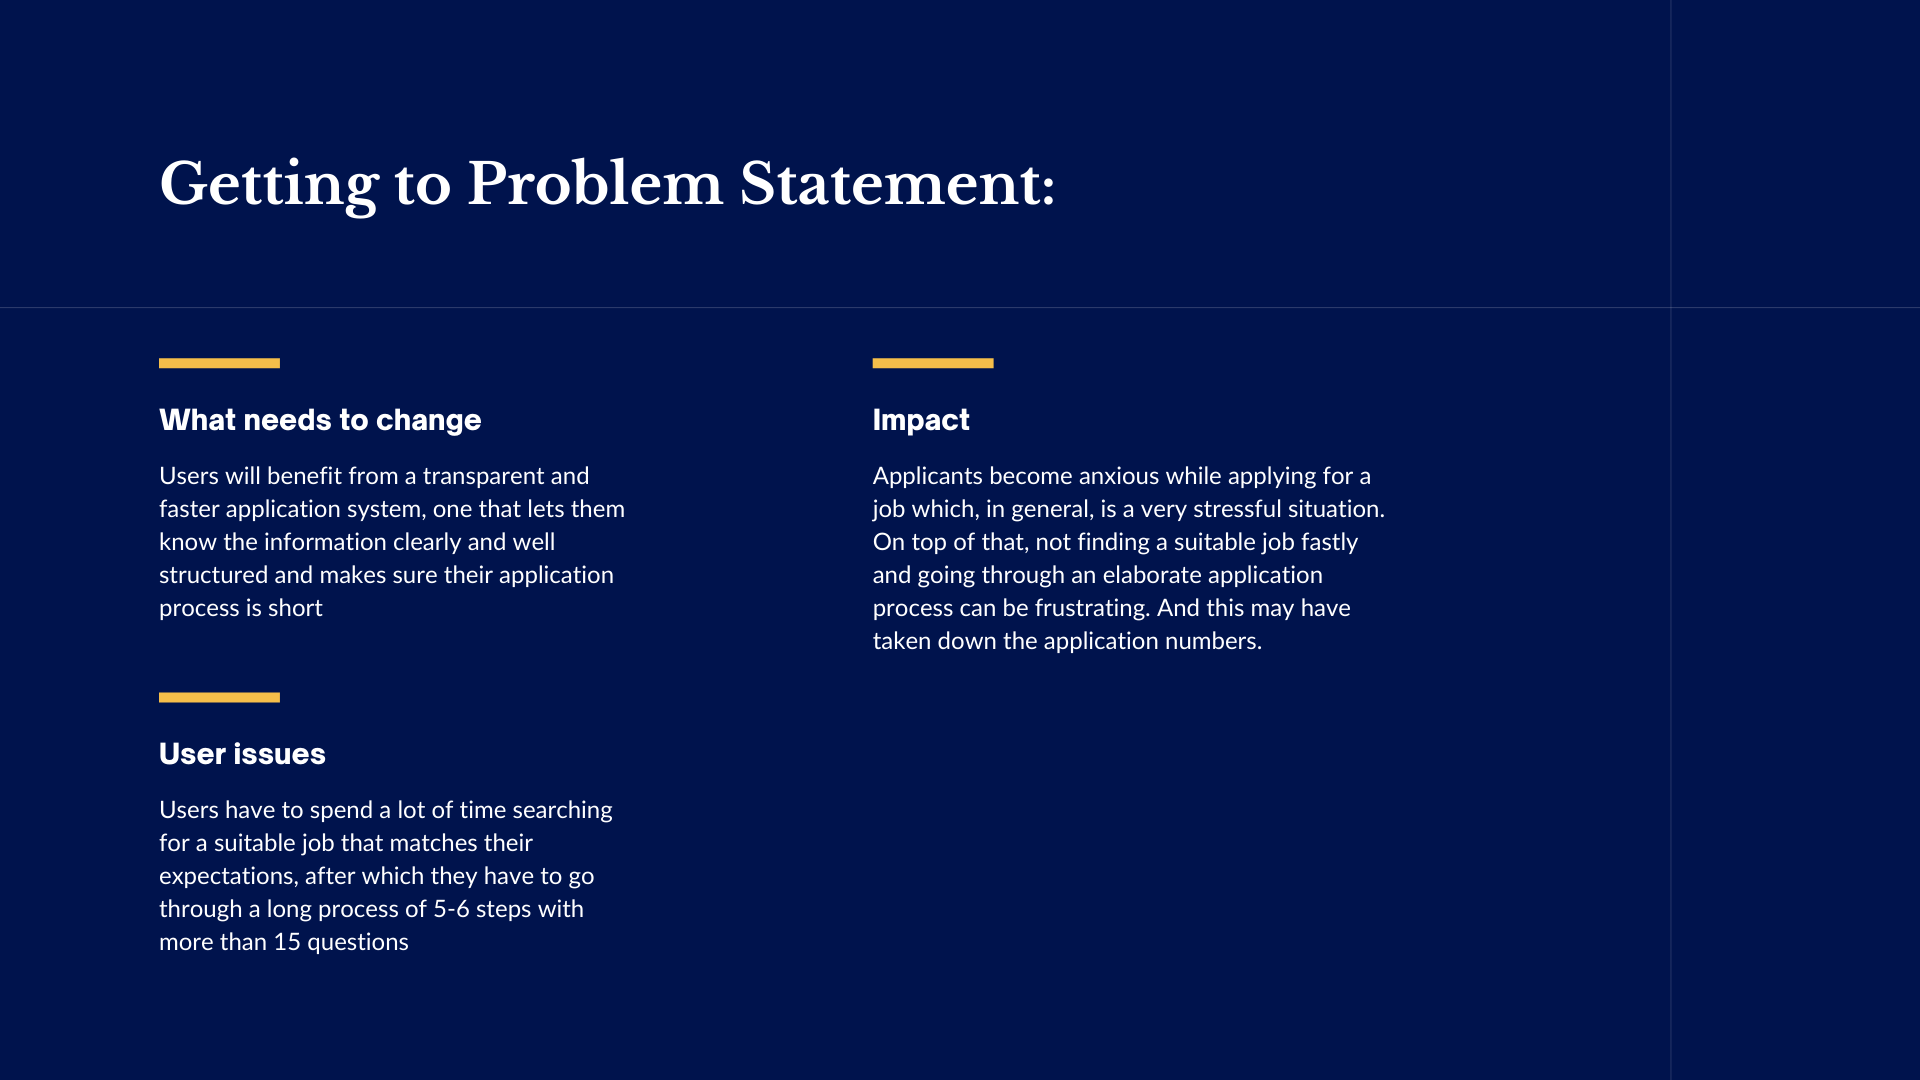 Getting to Problem Statement:
What needs to change
Users will benefit from a transparent and
faster application system, one that lets them
know the information clearly and well
structured and makes sure their application
process is short
User issues
Users have to spend a lot of time searching
for a suitable job that matches their
expectations, after which they have to go
through a long process of 5-6 steps with
more than 15 questions
Impact
Applicants become anxious while applying for a
job which, in general, is a very stressful situation.
On top of that, not finding a suitable job fastly
and going through an elaborate application
process can be frustrating. And this may have
taken down the application numbers.